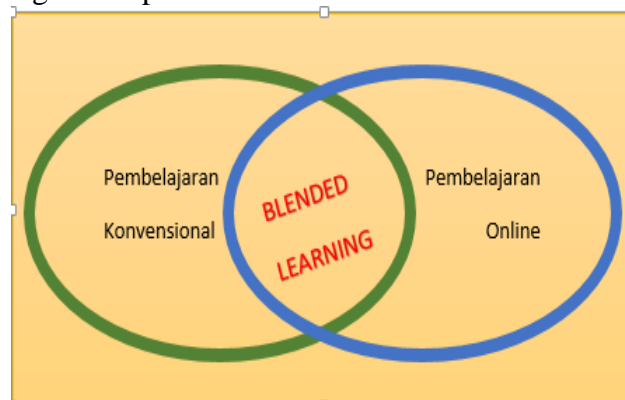 Pembelajaran
Konvensional
BLENDED
LEARNING
Pembelajaran
Online